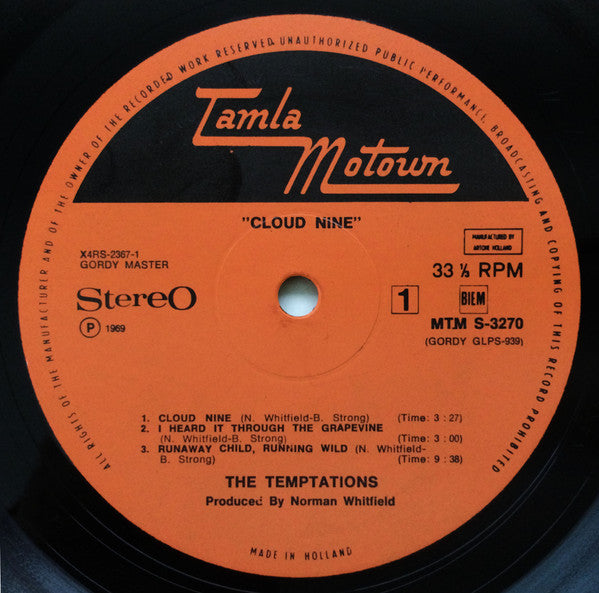 ALL RIGHTS OF THE MANUFACTURER AND OF THE OWNER OF THE RECORDED WORK RESERVED. UNAUTHORIZED PUBLIC PERFORMANCE, BROADCASTING AND COPYING OF THIS RECORD PROHIBITED
Tamla
Motown
"CLOUD NiNE"
X4RS-2367-1
GORDY MASTER
MANUFACTURED BY
ARTONE HOLLAND
33 ⅓ RPM
StereO
1
BIEM
Ⓟ 1969
MTM S-3270
(GORDY GLPS-939)
1. CLOUD NINE (N. Whitfield-B. Strong) (Time: 3 : 27)
2. I HEARD IT THROUGH THE GRAPEVINE
(N. Whitfield-B. Strong) (Time: 3 : 00)
3. RUNAWAY CHILD, RUNNING WILD (N. Whitfield-
B. Strong) (Time: 9 : 38)
THE TEMPTATIONS
Produced By Norman Whitfield
MADE IN HOLLAND